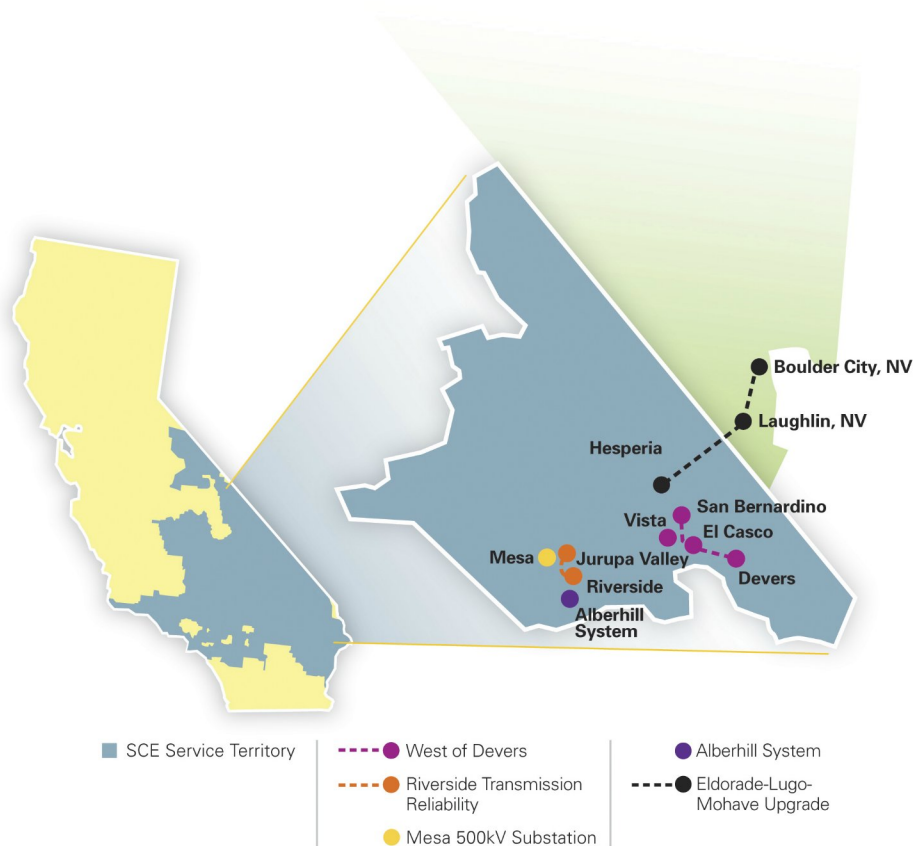 Boulder City, NV
Laughlin, NV
Hesperia
San Bernardino
Vista
El Casco
Mesa
Jurupa Valley
Devers
Riverside
Alberhill
System
SCE Service Territory
West of Devers
Riverside Transmission
Reliability
Mesa 500kV Substation
Alberhill System
Eldorade-Lugo-
Mohave Upgrade